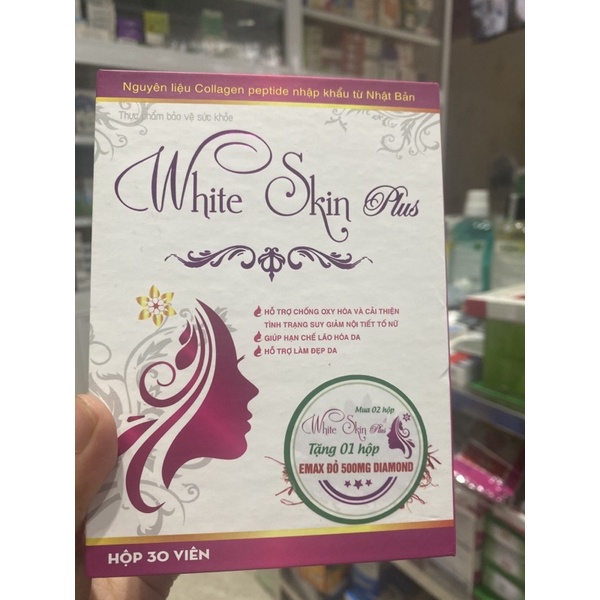 Nguyên liệu Collagen peptide nhập khẩu từ Nhật Bản
Thực phẩm bảo vệ sức khỏe
White Skin Plus
HỖ TRỢ CHỐNG OXY HÓA VÀ CẢI THIỆN
TÌNH TRẠNG SUY GIẢM NỘI TIẾT TỐ NỮ
GIÚP HẠN CHẾ LÃO HÓA DA
HỖ TRỢ LÀM ĐẸP DA
Mua 02 hộp
White Skin Plus
Tặng 01 hộp
EMAX ĐỎ 500MG DIAMOND
HỘP 30 VIÊN